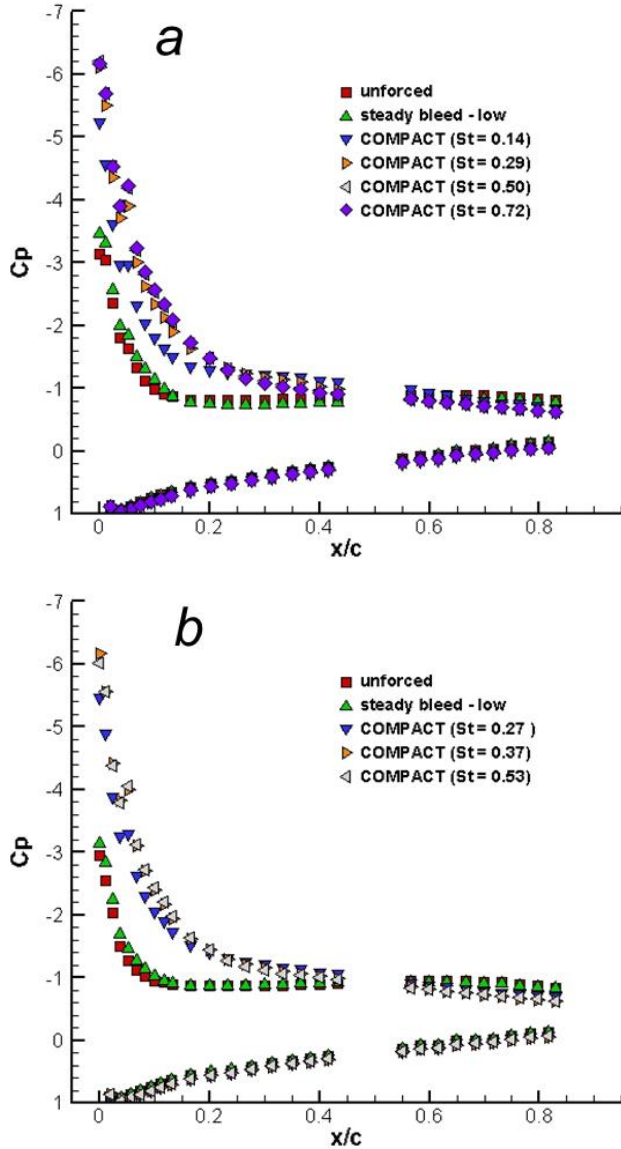 a
-7
-6
-5
-4
-3
-2
-1
0
1
Cp
unforced
steady bleed - low
COMPACT (St = 0.14)
COMPACT (St = 0.29)
COMPACT (St = 0.50)
COMPACT (St = 0.72)
0 0.2 0.4 0.6 0.8
x/c
b
-7
-6
-5
-4
-3
-2
-1
0
1
Cp
unforced
steady bleed - low
COMPACT (St = 0.27 )
COMPACT (St = 0.37)
COMPACT (St = 0.53)
0 0.2 0.4 0.6 0.8
x/c